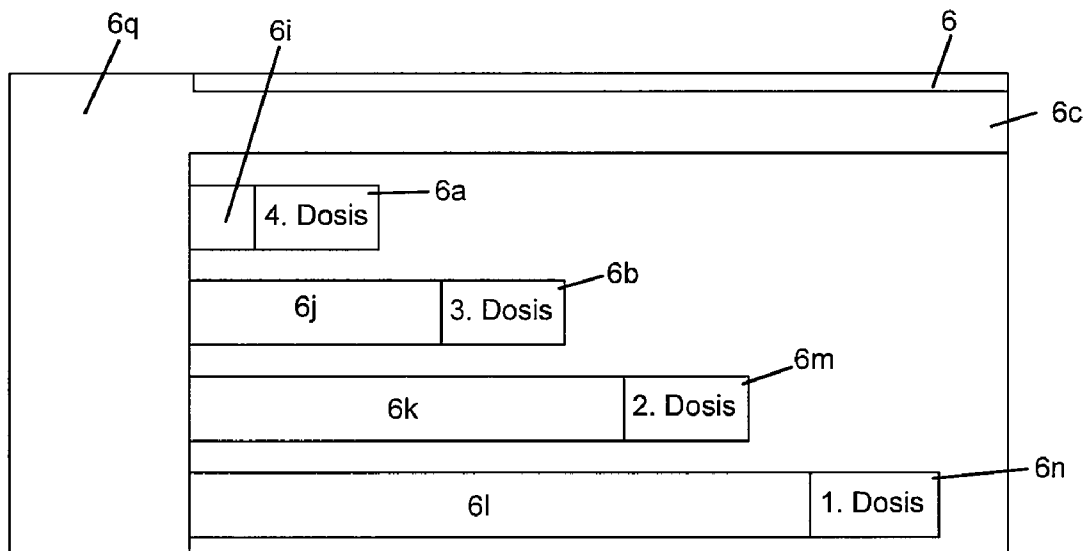 6q
6i
6
6c
4. Dosis
6a
6j
3. Dosis
6b
6k
2. Dosis
6m
6l
1. Dosis
6n